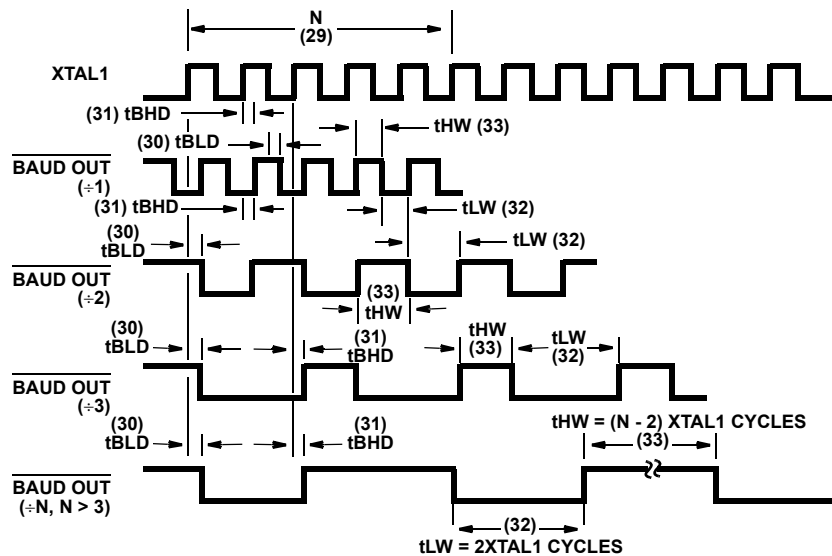 N
(29)
XTAL1
(31) tBHD
tHW (33)
(30) tBLD
BAUD OUT
(÷1)
(31) tBHD
tLW (32)
(30)
tBLD
tLW (32)
BAUD OUT
(÷2)
(33)
tHW
(30)
tBLD
(31)
tBHD
tHW
(33)
tLW
(32)
BAUD OUT
(÷3)
(30)
tBLD
(31)
tBHD
tHW = (N - 2) XTAL1 CYCLES
(33)
BAUD OUT
(÷N, N > 3)
(32)
tLW = 2XTAL1 CYCLES